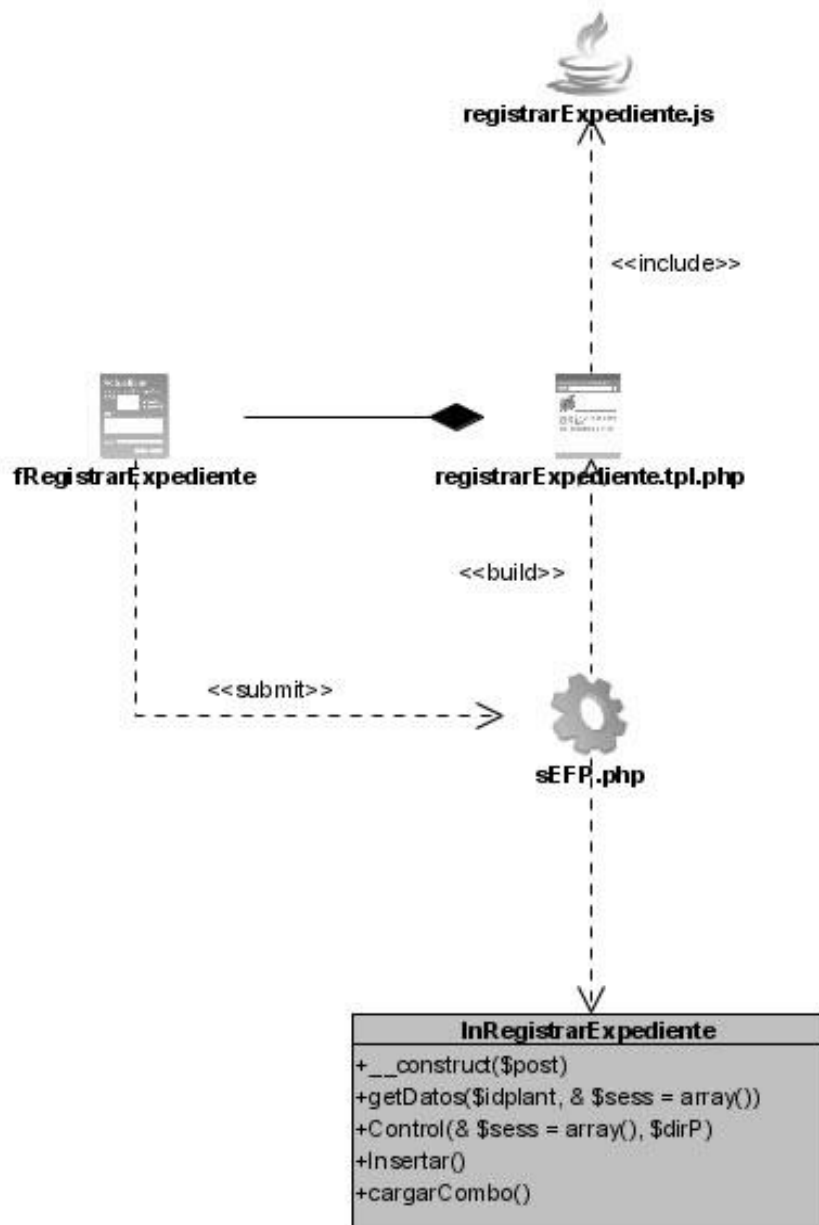 registrarExpediente.js
<<include>>
fRegistrarExpediente
registrarExpediente.tpl.php
<<build>>
<<submit>>
sEFP.php
InRegistrarExpediente
+__construct($post)
+getDatos($idplant, & $sess = array())
+Control(& $sess = array(), $dirP)
+Insertar()
+cargarCombo()